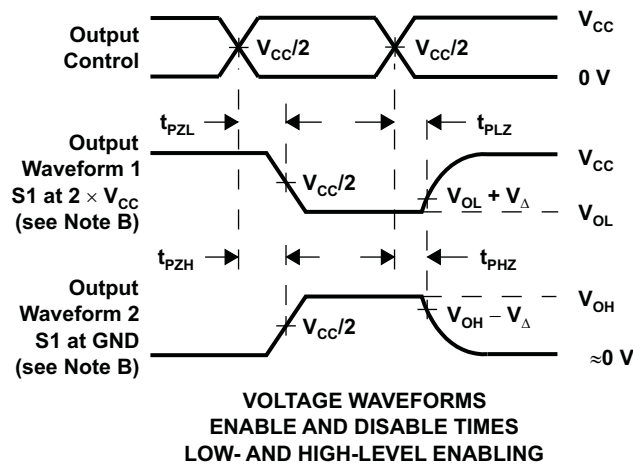 Output
Control
V_CC/2
V_CC/2
V_CC
0 V
t_PZL
t_PLZ
Output
Waveform 1
S1 at 2 × V_CC
(see Note B)
V_CC/2
V_OL + V_Δ
V_CC
V_OL
t_PZH
t_PHZ
Output
Waveform 2
S1 at GND
(see Note B)
V_CC/2
V_OH − V_Δ
V_OH
≈0 V
VOLTAGE WAVEFORMS
ENABLE AND DISABLE TIMES
LOW- AND HIGH-LEVEL ENABLING